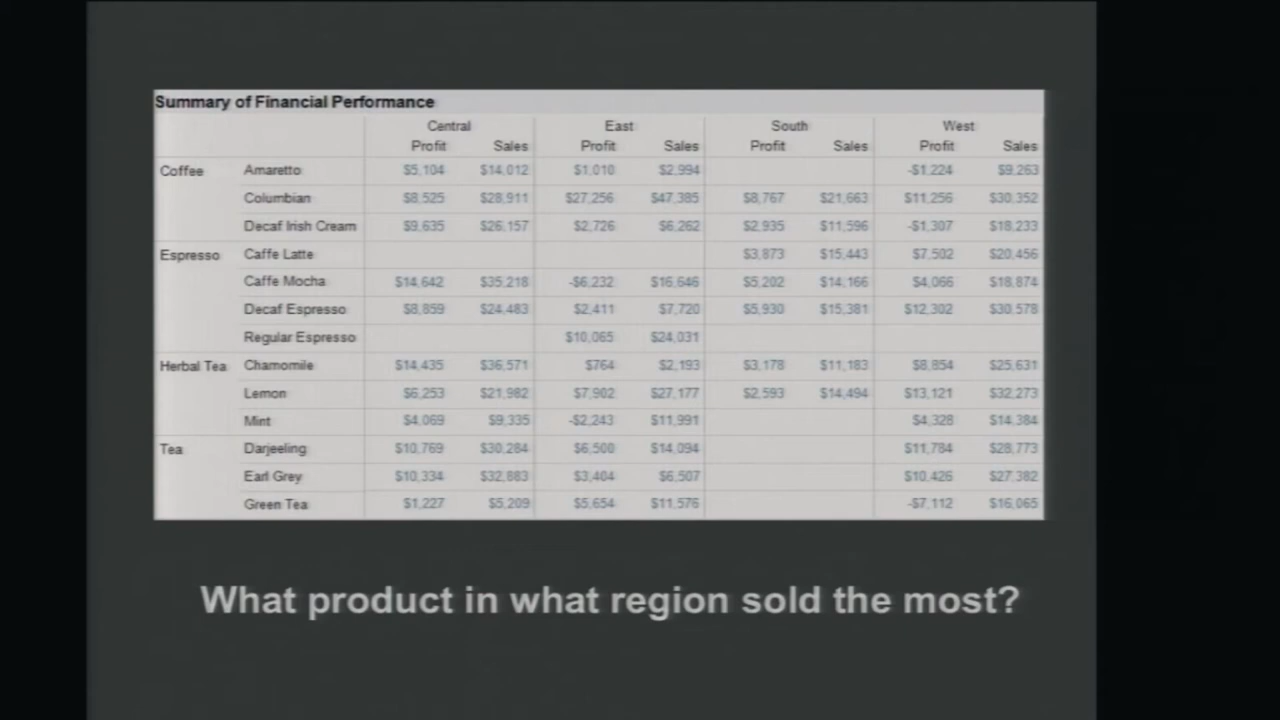 Summary of Financial Performance
Central East South West
Profit Sales Profit Sales Profit Sales Profit Sales
Coffee Amaretto $5,104 $14,012 $1,010 $2,994 -$1,224 $9,263
Columbian $8,525 $28,911 $27,256 $47,385 $8,767 $21,663 $11,256 $30,352
Decaf Irish Cream $9,635 $26,157 $2,726 $6,262 $2,935 $11,596 -$1,307 $18,233
Espresso Caffe Latte $3,873 $15,443 $7,502 $20,456
Caffe Mocha $14,642 $35,218 -$6,232 $16,646 $5,202 $14,166 $4,066 $18,874
Decaf Espresso $8,859 $24,483 $2,411 $7,720 $5,930 $15,381 $12,302 $30,578
Regular Espresso $10,065 $24,031
Herbal Tea Chamomile $14,435 $36,571 $764 $2,193 $3,178 $11,183 $8,854 $25,631
Lemon $6,253 $21,982 $7,902 $27,177 $2,593 $14,494 $13,121 $32,273
Mint $4,069 $9,335 -$2,243 $11,991 $4,328 $14,384
Tea Darjeeling $10,769 $30,284 $6,500 $14,094 $11,784 $28,773
Earl Grey $10,334 $32,883 $3,404 $6,507 $10,426 $27,382
Green Tea $1,227 $5,209 $5,654 $11,576 -$7,112 $16,065
What product in what region sold the most?